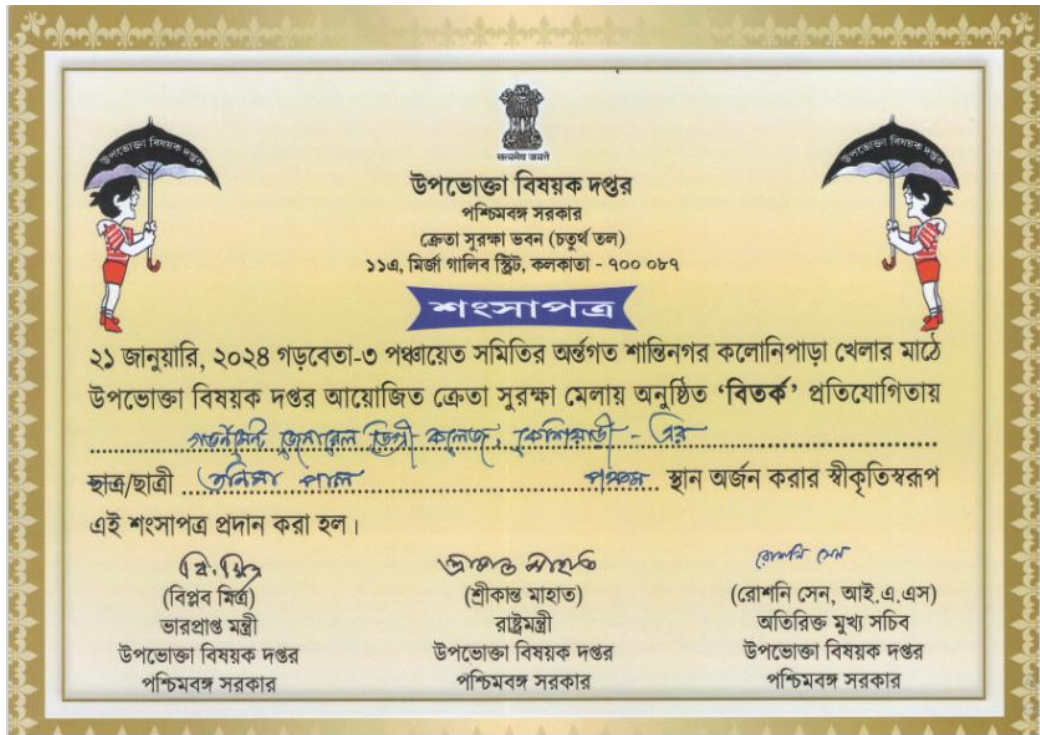 सत्यमेव जयते
উপভোক্তা বিষয়ক দপ্তর
উপভোক্তা বিষয়ক দপ্তর
উপভোক্তা বিষয়ক দপ্তর
পশ্চিমবঙ্গ সরকার
ক্রেতা সুরক্ষা ভবন (চতুর্থ তল)
১১এ, মির্জা গালিব স্ট্রিট, কলকাতা - ৭০০ ০৮৭
শংসাপত্র
২১ জানুয়ারি, ২০২৪ গড়বেতা-৩ পঞ্চায়েত সমিতির অর্ন্তগত শান্তিনগর কলোনিপাড়া খেলার মাঠে
উপভোক্তা বিষয়ক দপ্তর আয়োজিত ক্রেতা সুরক্ষা মেলায় অনুষ্ঠিত ‘বিতর্ক’ প্রতিযোগিতায়
গভর্নমেন্ট জেনারেল ডিগ্রী কলেজ, কেশিয়াড়ী - এর
ছাত্র/ছাত্রী তনিমা পাল পঞ্চম স্থান অর্জন করার স্বীকৃতিস্বরূপ
এই শংসাপত্র প্রদান করা হল।
বি. মিত্র শ্রীকান্ত মাহাত রোশনি সেন
(বিপ্লব মিত্র) (শ্রীকান্ত মাহাত) (রোশনি সেন, আই.এ.এস)
ভারপ্রাপ্ত মন্ত্রী রাষ্ট্রমন্ত্রী অতিরিক্ত মুখ্য সচিব
উপভোক্তা বিষয়ক দপ্তর উপভোক্তা বিষয়ক দপ্তর উপভোক্তা বিষয়ক দপ্তর
পশ্চিমবঙ্গ সরকার পশ্চিমবঙ্গ সরকার পশ্চিমবঙ্গ সরকার